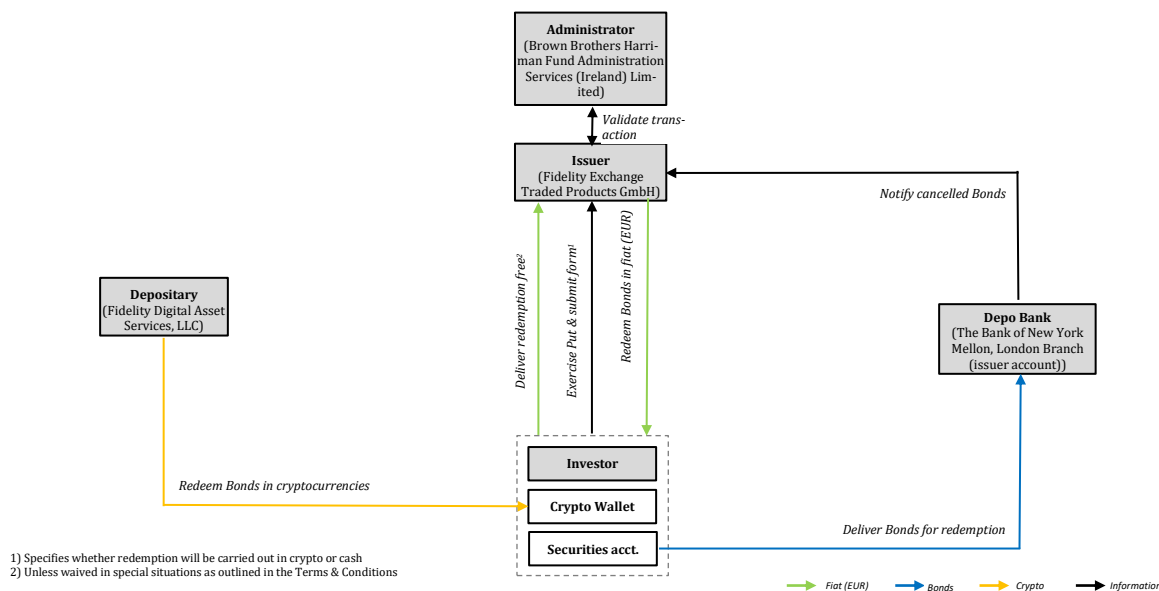 Administrator
(Brown Brothers Harri-
man Fund Administration
Services (Ireland) Lim-
ited)
Validate trans-
action
Issuer
(Fidelity Exchange
Traded Products GmbH)
Notify cancelled Bonds
Deliver redemption free²
Exercise Put & submit form¹
Redeem Bonds in fiat (EUR)
Depositary
(Fidelity Digital Asset
Services, LLC)
Depo Bank
(The Bank of New York
Mellon, London Branch
(issuer account))
Investor
Redeem Bonds in cryptocurrencies
Crypto Wallet
Deliver Bonds for redemption
Securities acct.
1) Specifies whether redemption will be carried out in crypto or cash
2) Unless waived in special situations as outlined in the Terms & Conditions
Fiat (EUR)
Bonds
Crypto
Information